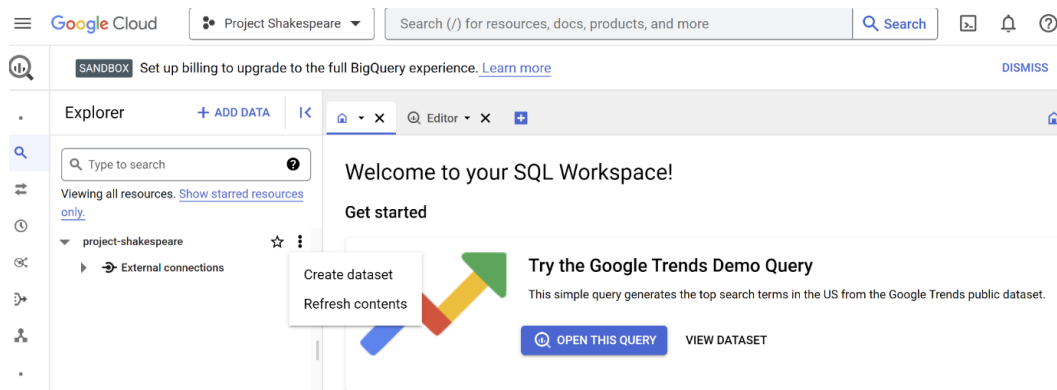 Google Cloud
Project Shakespeare
Search (/) for resources, docs, products, and more
Search
SANDBOX Set up billing to upgrade to the full BigQuery experience. Learn more
DISMISS
Explorer
+ ADD DATA
Editor
Type to search
Viewing all resources. Show starred resources
only.
project-shakespeare
External connections
Create dataset
Refresh contents
Welcome to your SQL Workspace!
Get started
Try the Google Trends Demo Query
This simple query generates the top search terms in the US from the Google Trends public dataset.
OPEN THIS QUERY
VIEW DATASET